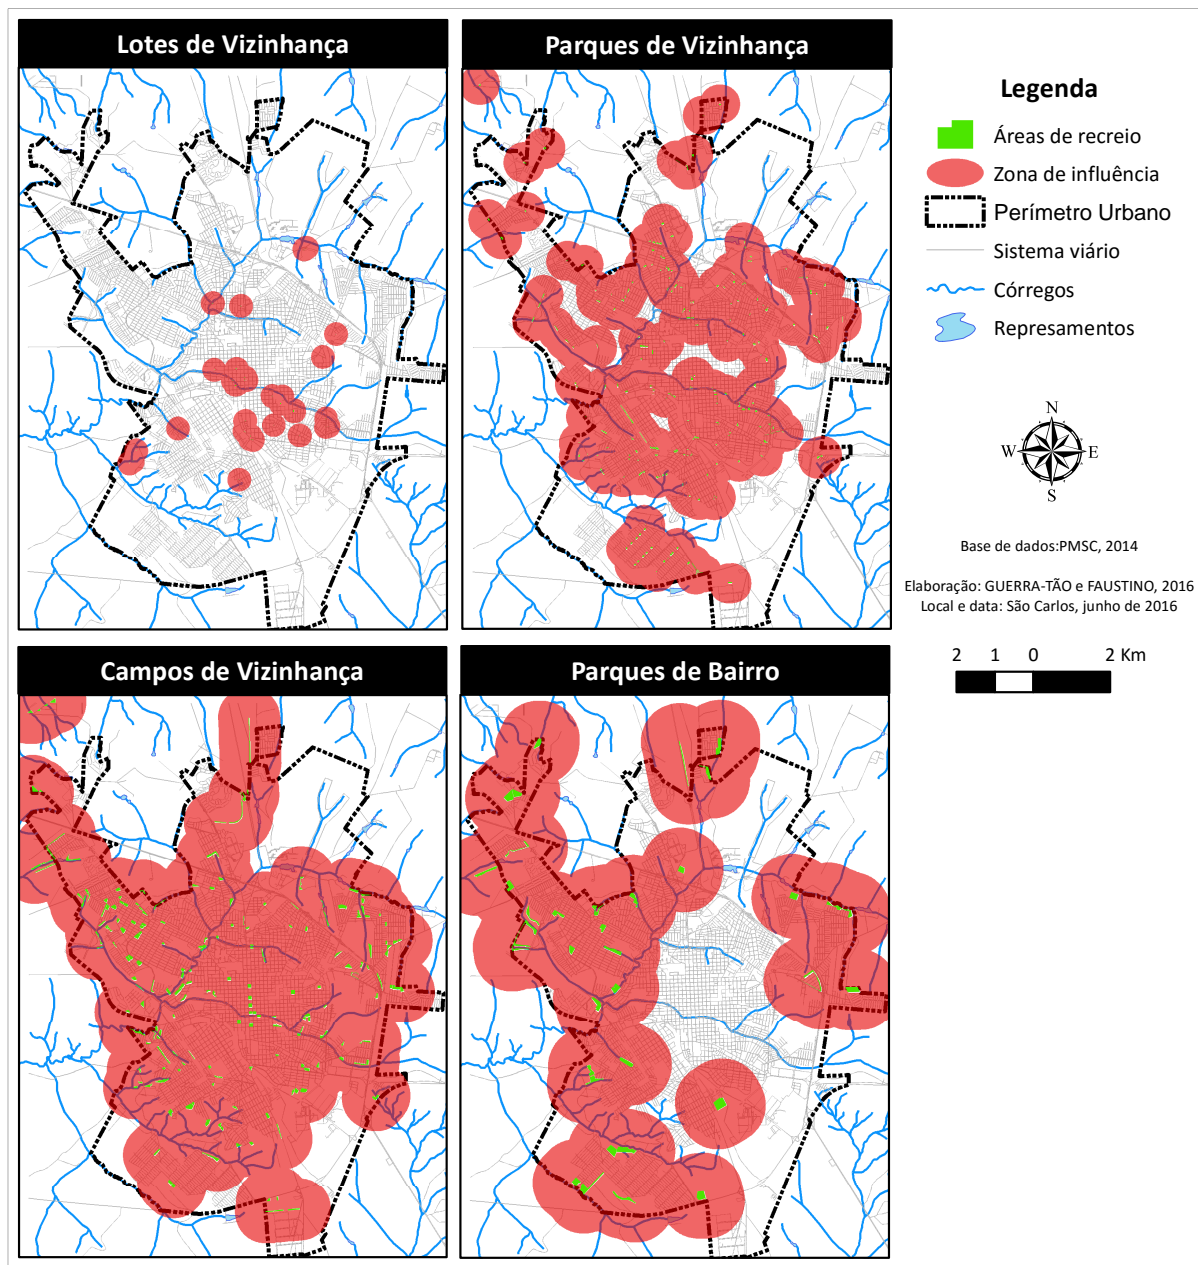 Lotes de Vizinhança
Parques de Vizinhança
Legenda
Áreas de recreio
Zona de influência
Perímetro Urbano
Sistema viário
Córregos
Represamentos
N
W
E
S
Base de dados:PMSC, 2014
Elaboração: GUERRA-TÃO e FAUSTINO, 2016
Local e data: São Carlos, junho de 2016
2 1 0 2 Km
Campos de Vizinhança
Parques de Bairro